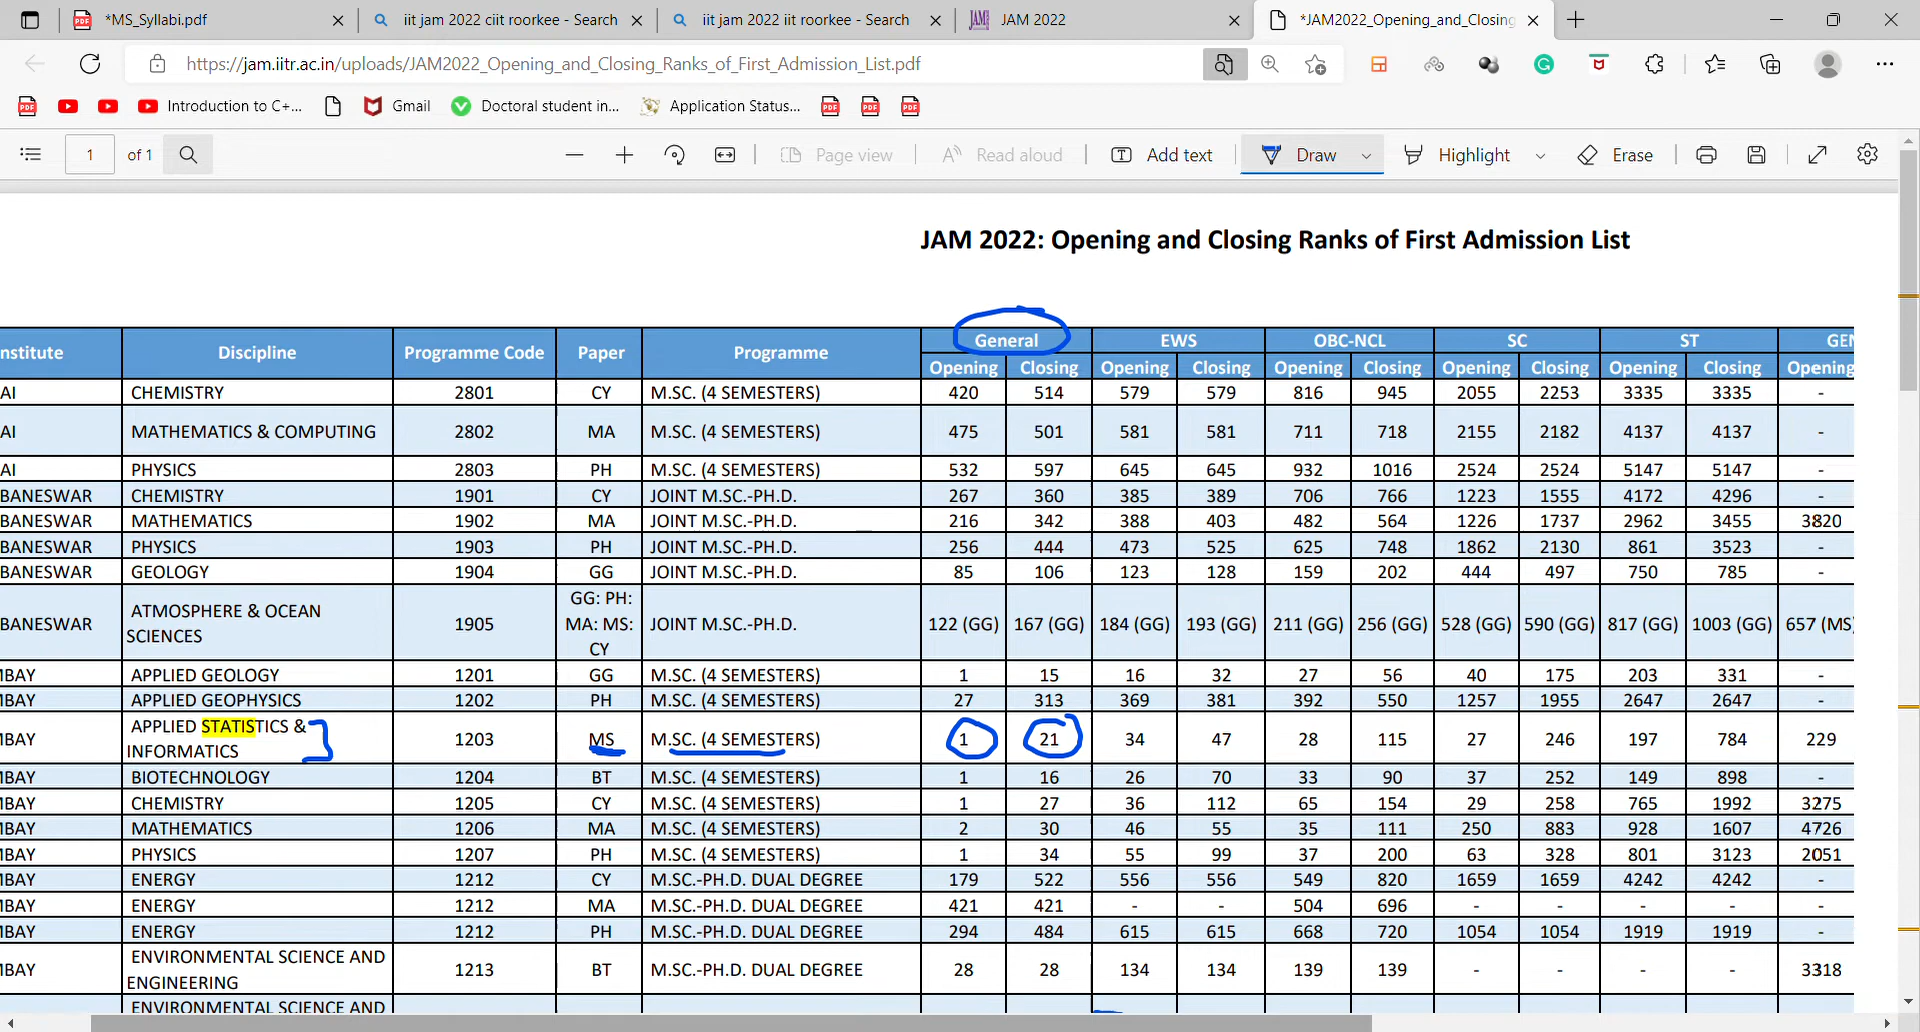 *MS_Syllabi.pdf
iit jam 2022 ciit roorkee - Search
iit jam 2022 iit roorkee - Search
JAM JAM 2022
*JAM2022_Opening_and_Closing
https://jam.iitr.ac.in/uploads/JAM2022_Opening_and_Closing_Ranks_of_First_Admission_List.pdf
Introduction to C+... Gmail Doctoral student in... Application Status...
1 of 1 Page view Read aloud Add text Draw Highlight Erase
JAM 2022: Opening and Closing Ranks of First Admission List
nstitute Discipline Programme Code Paper Programme General EWS OBC-NCL SC ST GEN
Opening Closing Opening Closing Opening Closing Opening Closing Opening Closing Opening
AI CHEMISTRY 2801 CY M.SC. (4 SEMESTERS) 420 514 579 579 816 945 2055 2253 3335 3335 -
AI MATHEMATICS & COMPUTING 2802 MA M.SC. (4 SEMESTERS) 475 501 581 581 711 718 2155 2182 4137 4137 -
AI PHYSICS 2803 PH M.SC. (4 SEMESTERS) 532 597 645 645 932 1016 2524 2524 5147 5147 -
BANESWAR CHEMISTRY 1901 CY JOINT M.SC.-PH.D. 267 360 385 389 706 766 1223 1555 4172 4296 -
BANESWAR MATHEMATICS 1902 MA JOINT M.SC.-PH.D. 216 342 388 403 482 564 1226 1737 2962 3455 3820
BANESWAR PHYSICS 1903 PH JOINT M.SC.-PH.D. 256 444 473 525 625 748 1862 2130 861 3523 -
BANESWAR GEOLOGY 1904 GG JOINT M.SC.-PH.D. 85 106 123 128 159 202 444 497 750 785 -
BANESWAR ATMOSPHERE & OCEAN SCIENCES 1905 GG: PH: MA: MS: CY JOINT M.SC.-PH.D. 122 (GG) 167 (GG) 184 (GG) 193 (GG) 211 (GG) 256 (GG) 528 (GG) 590 (GG) 817 (GG) 1003 (GG) 657 (MS)
MBAY APPLIED GEOLOGY 1201 GG M.SC. (4 SEMESTERS) 1 15 16 32 27 56 40 175 203 331 -
MBAY APPLIED GEOPHYSICS 1202 PH M.SC. (4 SEMESTERS) 27 313 369 381 392 550 1257 1955 2647 2647 -
MBAY APPLIED STATISTICS & INFORMATICS 1203 MS M.SC. (4 SEMESTERS) 1 21 34 47 28 115 27 246 197 784 229
MBAY BIOTECHNOLOGY 1204 BT M.SC. (4 SEMESTERS) 1 16 26 70 33 90 37 252 149 898 -
MBAY CHEMISTRY 1205 CY M.SC. (4 SEMESTERS) 1 27 36 112 65 154 29 258 765 1992 3275
MBAY MATHEMATICS 1206 MA M.SC. (4 SEMESTERS) 2 30 46 55 35 111 250 883 928 1607 4726
MBAY PHYSICS 1207 PH M.SC. (4 SEMESTERS) 1 34 55 99 37 200 63 328 801 3123 2051
MBAY ENERGY 1212 CY M.SC.-PH.D. DUAL DEGREE 179 522 556 556 549 820 1659 1659 4242 4242 -
MBAY ENERGY 1212 MA M.SC.-PH.D. DUAL DEGREE 421 421 - - 504 696 - - - - -
MBAY ENERGY 1212 PH M.SC.-PH.D. DUAL DEGREE 294 484 615 615 668 720 1054 1054 1919 1919 -
MBAY ENVIRONMENTAL SCIENCE AND ENGINEERING 1213 BT M.SC.-PH.D. DUAL DEGREE 28 28 134 134 139 139 - - - - 3318
ENVIRONMENTAL SCIENCE AND